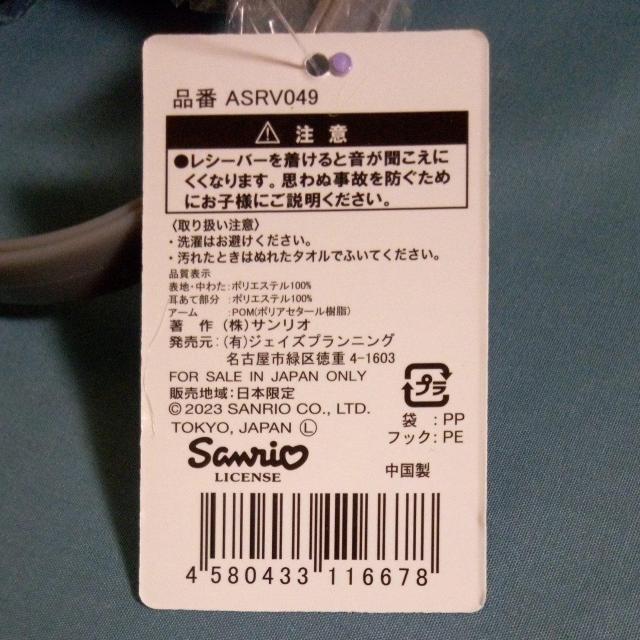 品番 ASRV049
⚠ 注意
●レシーバーを着けると音が聞こえに
くくなります。思わぬ事故を防ぐため
にお子様にご説明ください。
〈取り扱い注意〉
・洗濯はお避けください。
・汚れたときはぬれたタオルでふいてください。
品質表示
表地・中わた：ポリエステル100%
耳あて部分　：ポリエステル100%
アーム　　　：POM(ポリアセタール樹脂)
著　作 (株)サンリオ
発売元：(有)ジェイズプランニング
名古屋市緑区徳重 4-1603
FOR SALE IN JAPAN ONLY
販売地域：日本限定
© 2023 SANRIO CO., LTD.
TOKYO, JAPAN Ⓛ
プラ
袋　：PP
フック：PE
Sanrio
LICENSE
中国製
4 580433 116678